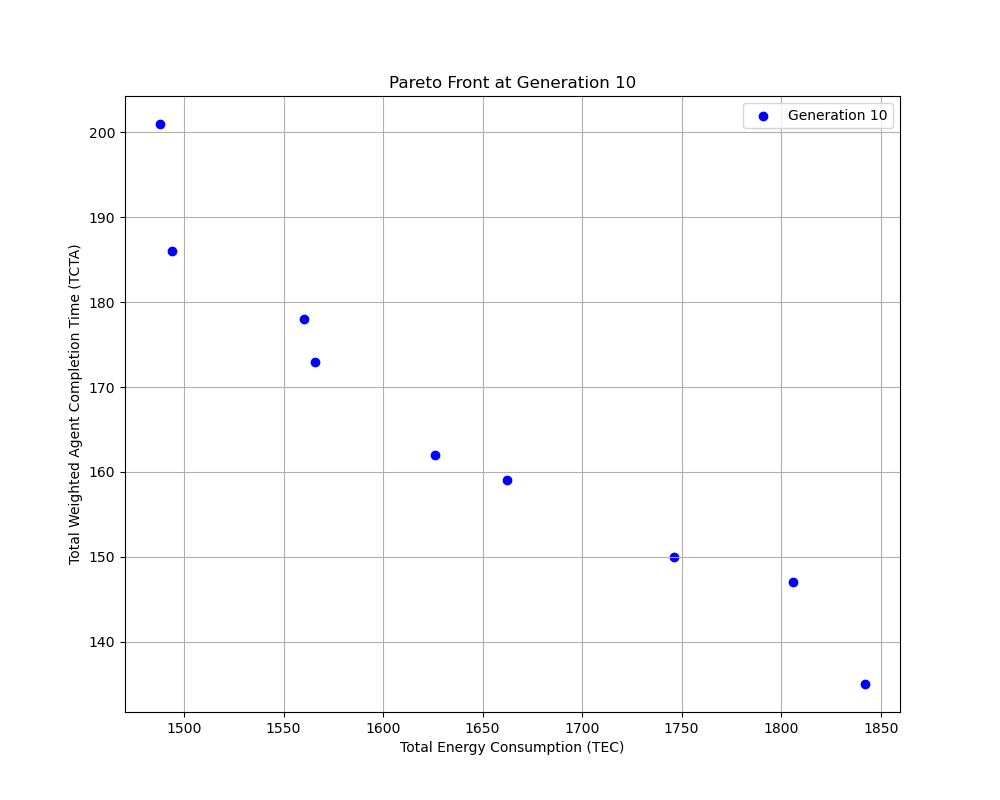 Pareto Front at Generation 10
Generation 10
Total Weighted Agent Completion Time (TCTA)
200
190
180
170
160
150
140
1500 1550 1600 1650 1700 1750 1800 1850
Total Energy Consumption (TEC)